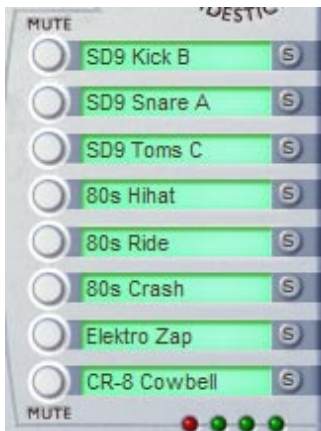 MUTE
SD9 Kick B S
SD9 Snare A S
SD9 Toms C S
80s Hihat S
80s Ride S
80s Crash S
Elektro Zap S
CR-8 Cowbell S
MUTE